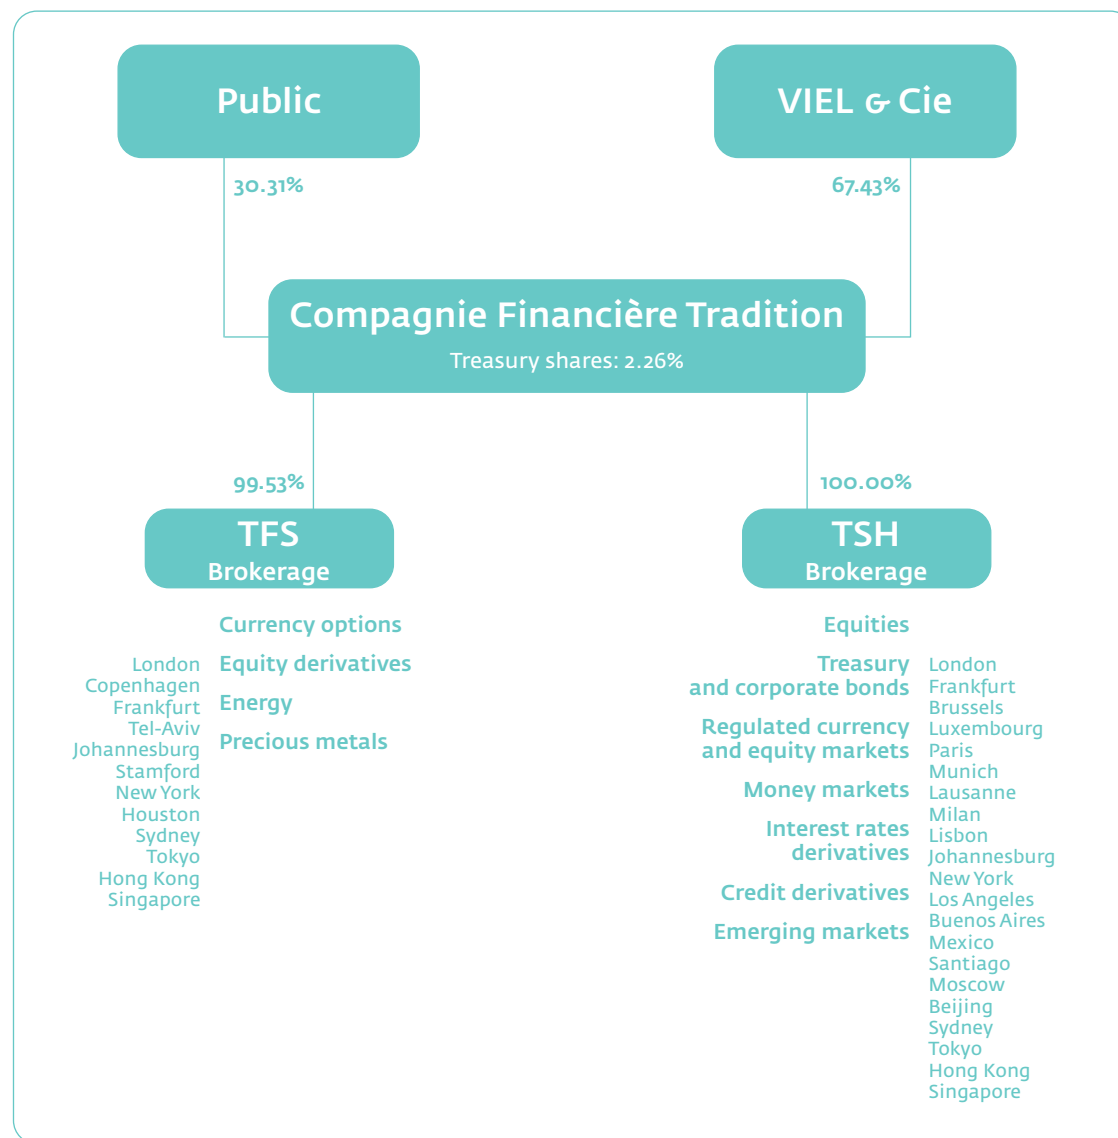 Public
VIEL & Cie
30.31%
67.43%
Compagnie Financière Tradition
Treasury shares: 2.26%
99.53%
100.00%
TFS
Brokerage
TSH
Brokerage
London
Copenhagen
Frankfurt
Tel-Aviv
Johannesburg
Stamford
New York
Houston
Sydney
Tokyo
Hong Kong
Singapore
Currency options
Equity derivatives
Energy
Precious metals
Equities
Treasury
and corporate bonds
Regulated currency
and equity markets
Money markets
Interest rates
derivatives
Credit derivatives
Emerging markets
London
Frankfurt
Brussels
Luxembourg
Paris
Munich
Lausanne
Milan
Lisbon
Johannesburg
New York
Los Angeles
Buenos Aires
Mexico
Santiago
Moscow
Beijing
Sydney
Tokyo
Hong Kong
Singapore